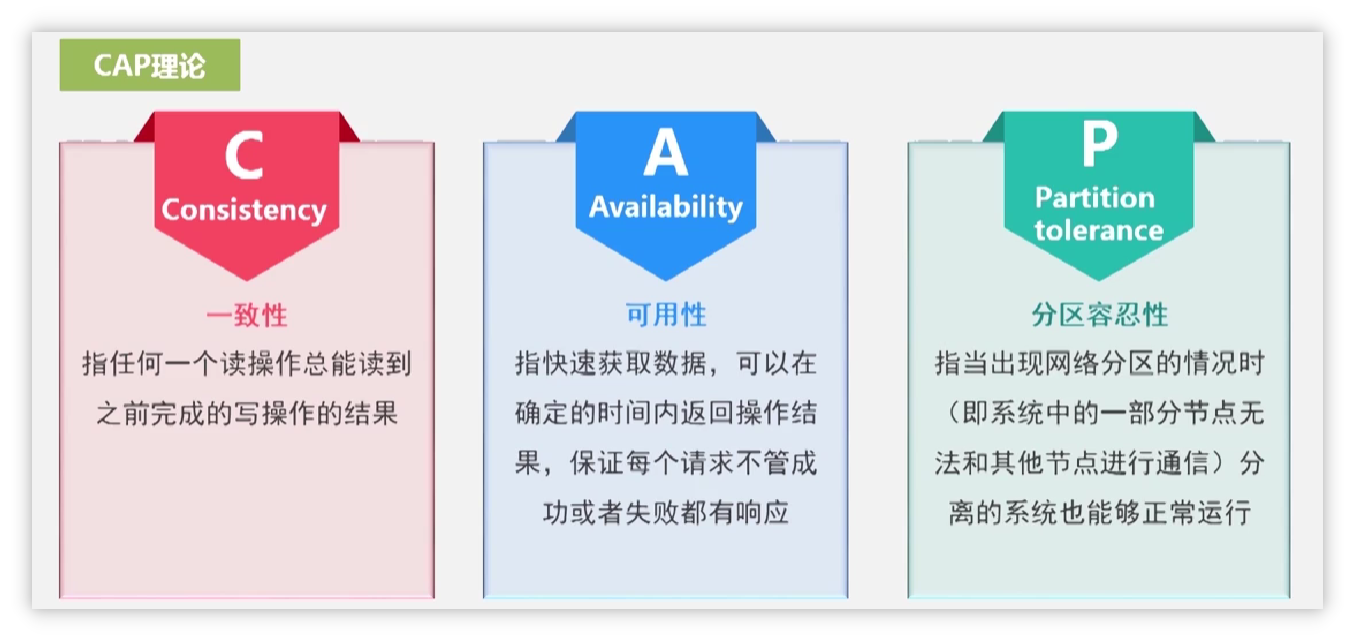 CAP理论
C
Consistency
一致性
指任何一个读操作总能读到
之前完成的写操作的结果
A
Availability
可用性
指快速获取数据，可以在
确定的时间内返回操作结
果，保证每个请求不管成
功或者失败都有响应
P
Partition
tolerance
分区容忍性
指当出现网络分区的情况时
（即系统中的一部分节点无
法和其他节点进行通信）分
离的系统也能够正常运行